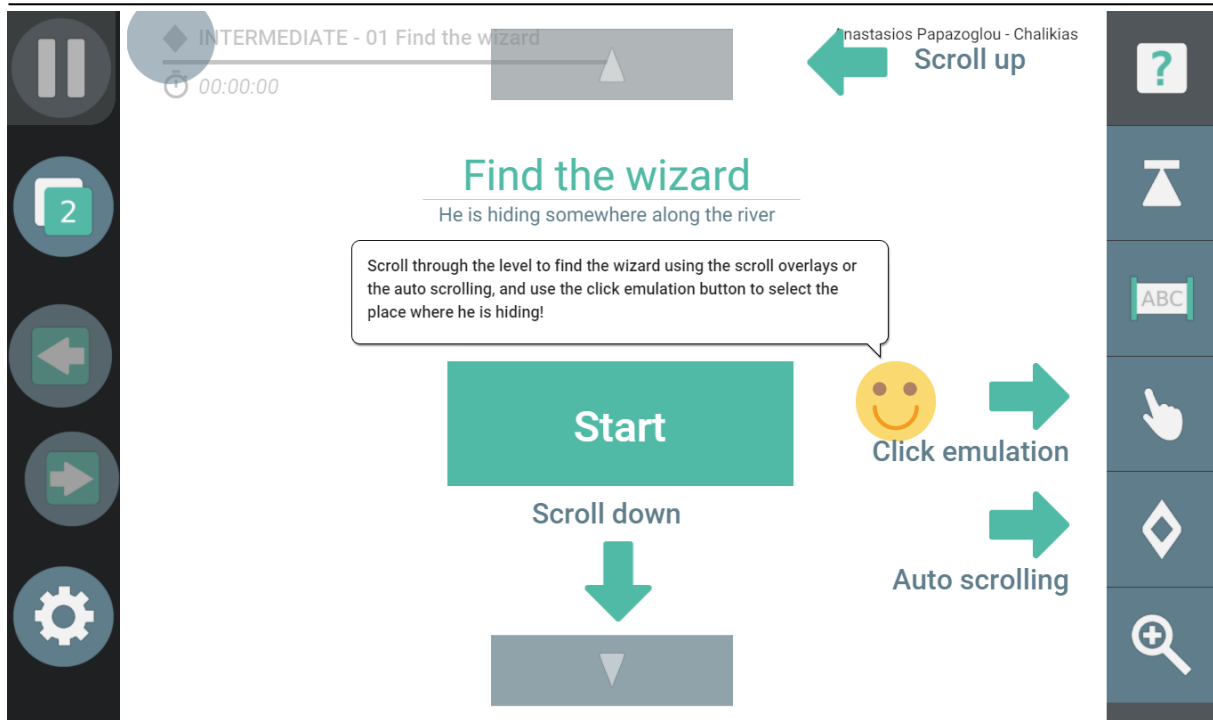 INTERMEDIATE - 01 Find the wizard
Anastasios Papazoglou - Chalikias
Scroll up
?
00:00:00
Find the wizard
He is hiding somewhere along the river
2
Scroll through the level to find the wizard using the scroll overlays or
the auto scrolling, and use the click emulation button to select the
place where he is hiding!
ABC
Start
Click emulation
Scroll down
Auto scrolling